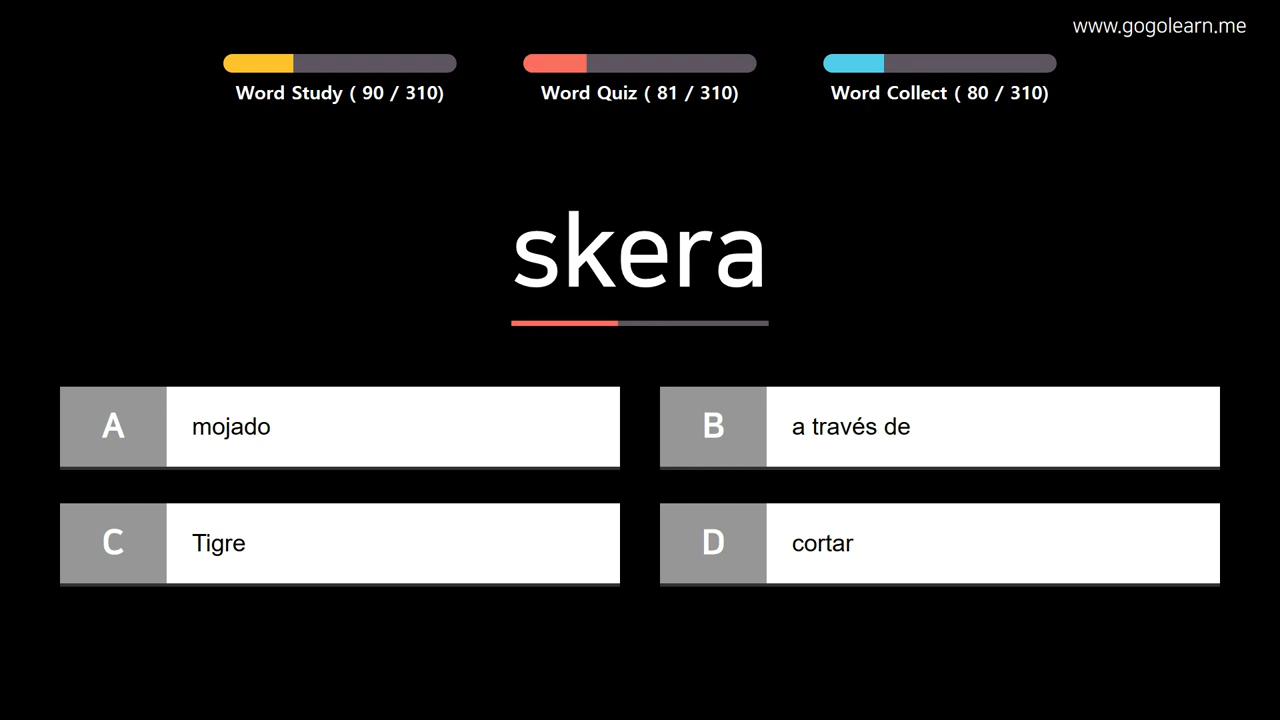 www.gogolearn.me
Word Study ( 90 / 310)
Word Quiz ( 81 / 310)
Word Collect ( 80 / 310)
skera
A mojado
B a través de
C Tigre
D cortar